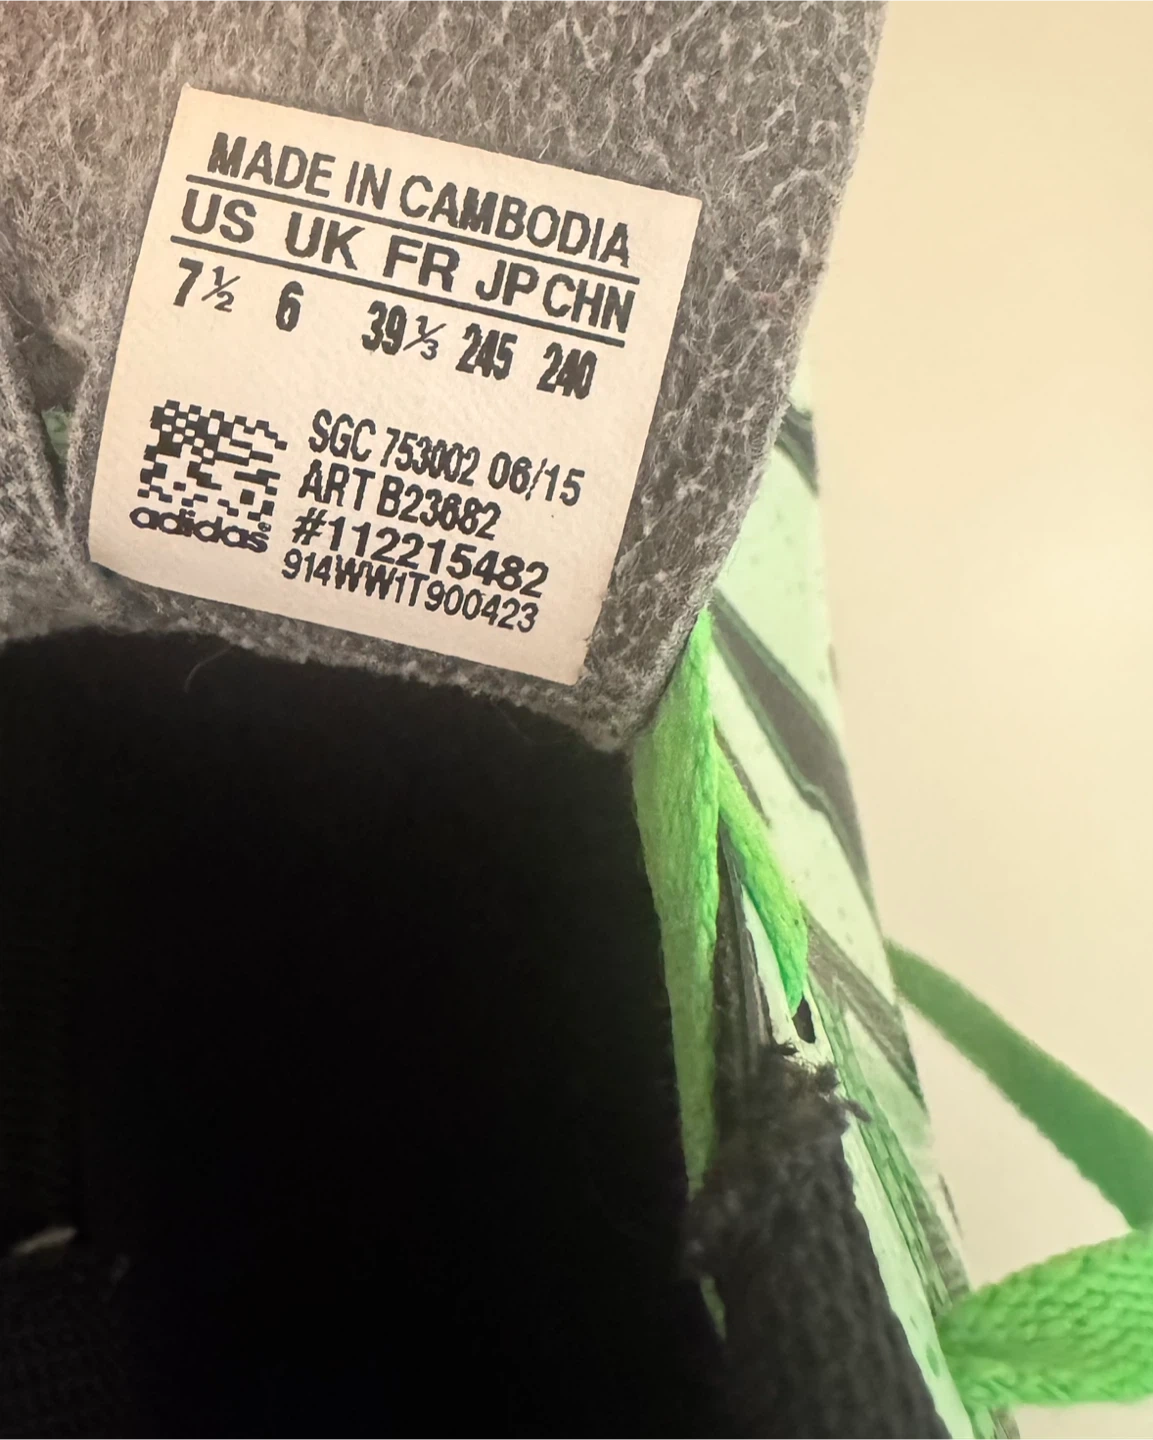 MADE IN CAMBODIA
US UK FR JP CHN
7½ 6 39⅓ 245 240
SGC 753002 06/15
ART B23682
#112215482
914WW1T900423
adidas®